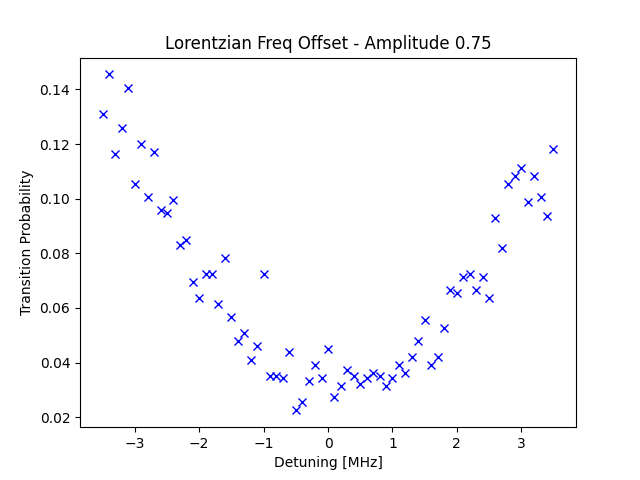 Lorentzian Freq Offset - Amplitude 0.75
0.14
0.12
0.10
0.08
0.06
0.04
0.02
Transition Probability
−3 −2 −1 0 1 2 3
Detuning [MHz]